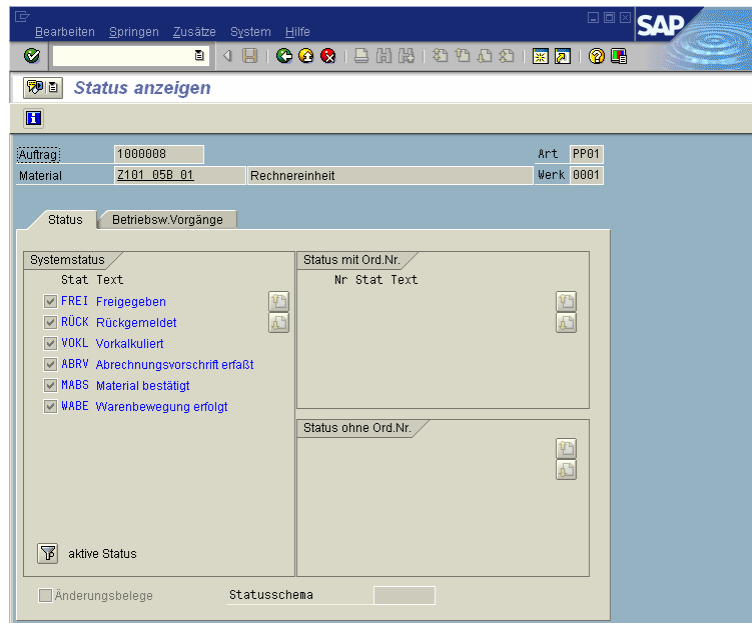 Bearbeiten Springen Zusätze System Hilfe
SAP
Status anzeigen
Auftrag 1000008 Art PP01
Material Z101 05B 01 Rechnereinheit Werk 0001
Status Betriebsw.Vorgänge
Systemstatus Status mit Ord.Nr.
Stat Text Nr Stat Text
FREI Freigegeben
RÜCK Rückgemeldet
VOKL Vorkalkuliert
ABRV Abrechnungsvorschrift erfaßt
MABS Material bestätigt
WABE Warenbewegung erfolgt
Status ohne Ord.Nr.
aktive Status
Änderungsbelege Statusschema